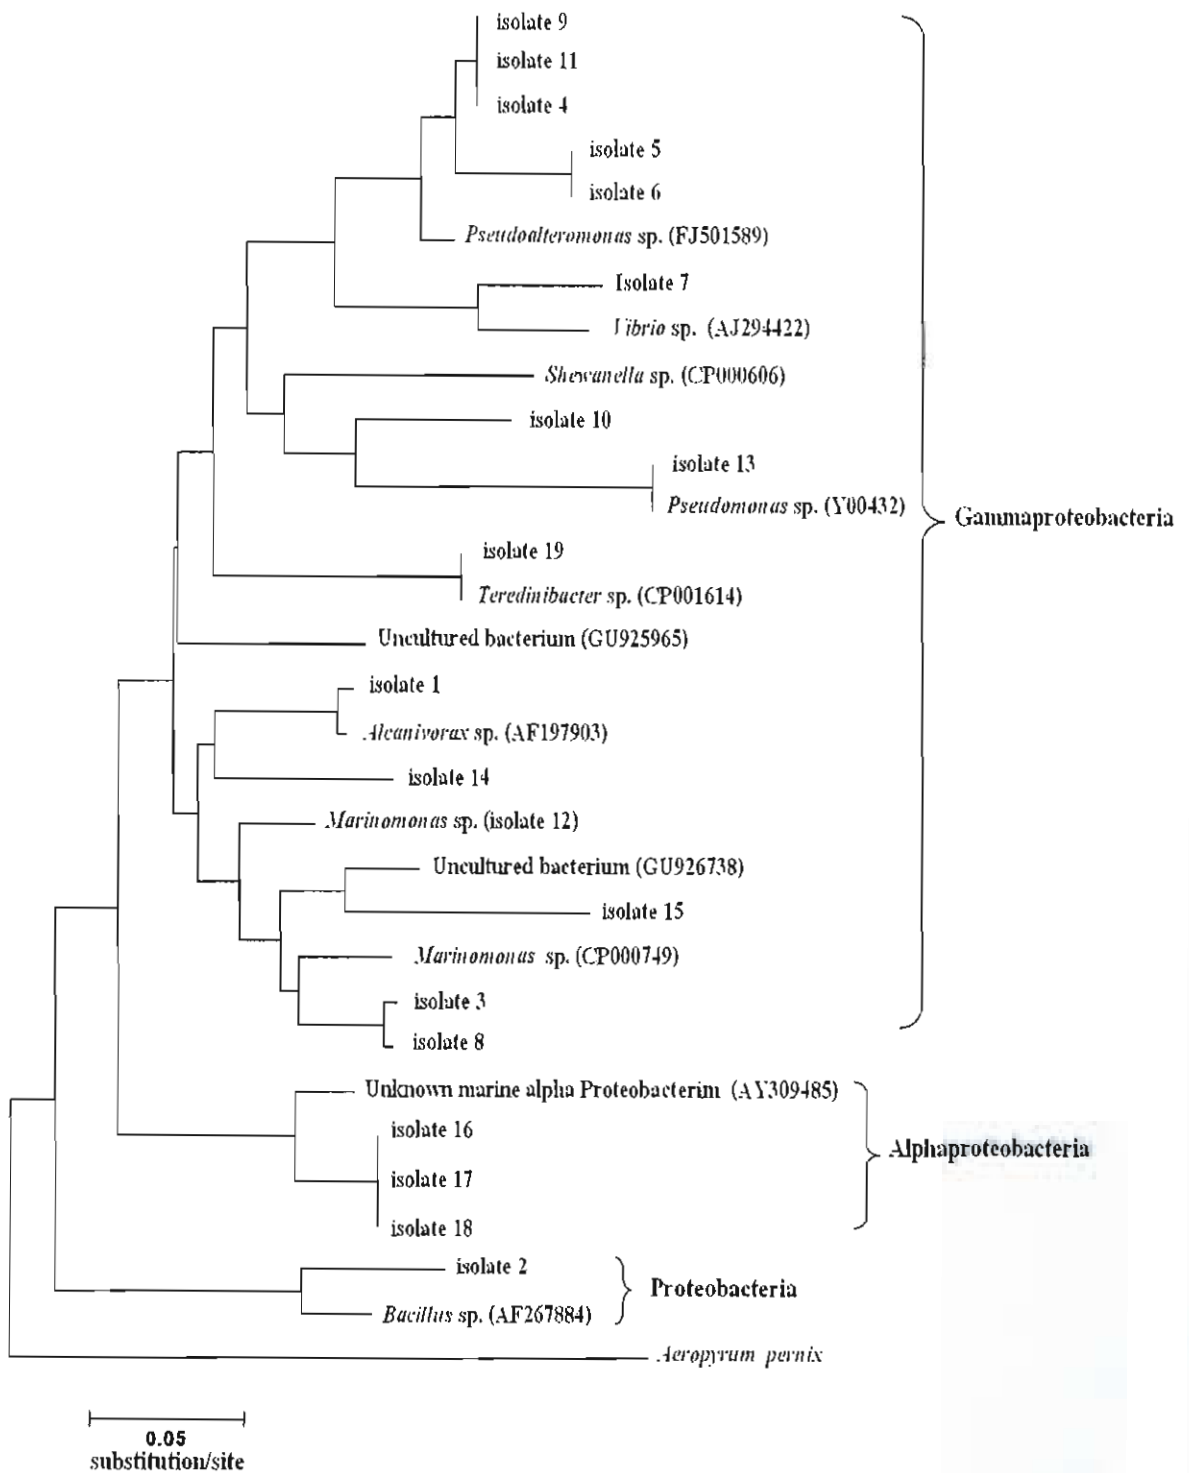 isolate 9
isolate 11
isolate 4
isolate 5
isolate 6
Pseudoalteromonas sp. (FJ501589)
Isolate 7
Vibrio sp. (AJ294422)
Shewanella sp. (CP000606)
isolate 10
isolate 13
Pseudomonas sp. (Y00432)
Gammaproteobacteria
isolate 19
Teredinibacter sp. (CP001614)
Uncultured bacterium (GU925965)
isolate 1
Alcanivorax sp. (AF197903)
isolate 14
Marinomonas sp. (isolate 12)
Uncultured bacterium (GU926738)
isolate 15
Marinomonas sp. (CP000749)
isolate 3
isolate 8
Unknown marine alpha Proteobacterim (AY309485)
isolate 16
Alphaproteobacteria
isolate 17
isolate 18
isolate 2
Proteobacteria
Bacillus sp. (AF267884)
Aeropyrum pernix
0.05
substitution/site